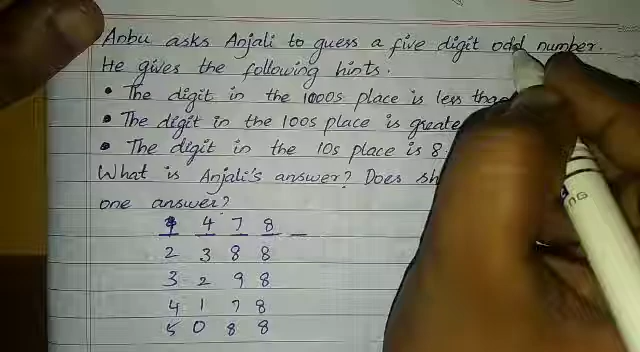 Anbu asks Anjali to guess a five digit odd number.
He gives the following hints.
• The digit in the 1000s place is less than
• The digit in the 100s place is greate
• The digit in the 10s place is 8.
What is Anjali's answer? Does sh
one answer?
4 7 8 _
2 3 8 8
3 2 9 8
4 1 7 8
5 0 8 8